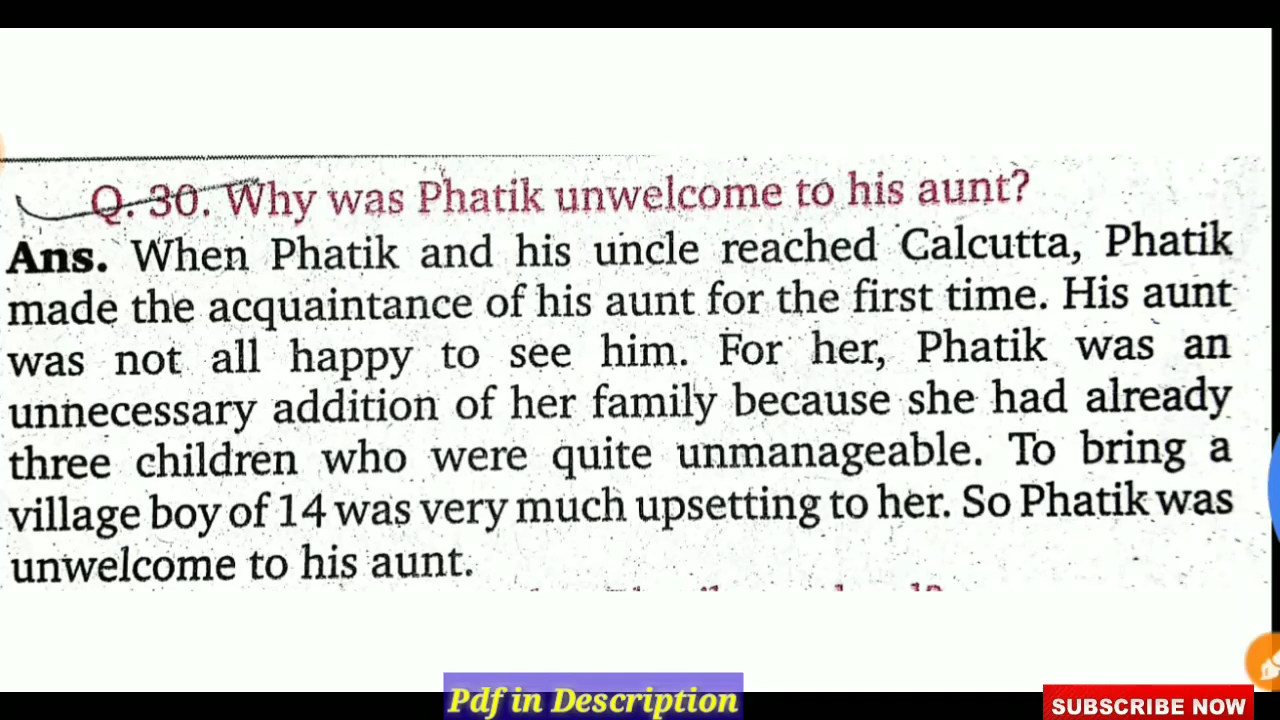 Q. 30. Why was Phatik unwelcome to his aunt?
Ans. When Phatik and his uncle reached Calcutta, Phatik
made the acquaintance of his aunt for the first time. His aunt
was not all happy to see him. For her, Phatik was an
unnecessary addition of her family because she had already
three children who were quite unmanageable. To bring a
village boy of 14 was very much upsetting to her. So Phatik was
unwelcome to his aunt.
Pdf in Description
SUBSCRIBE NOW